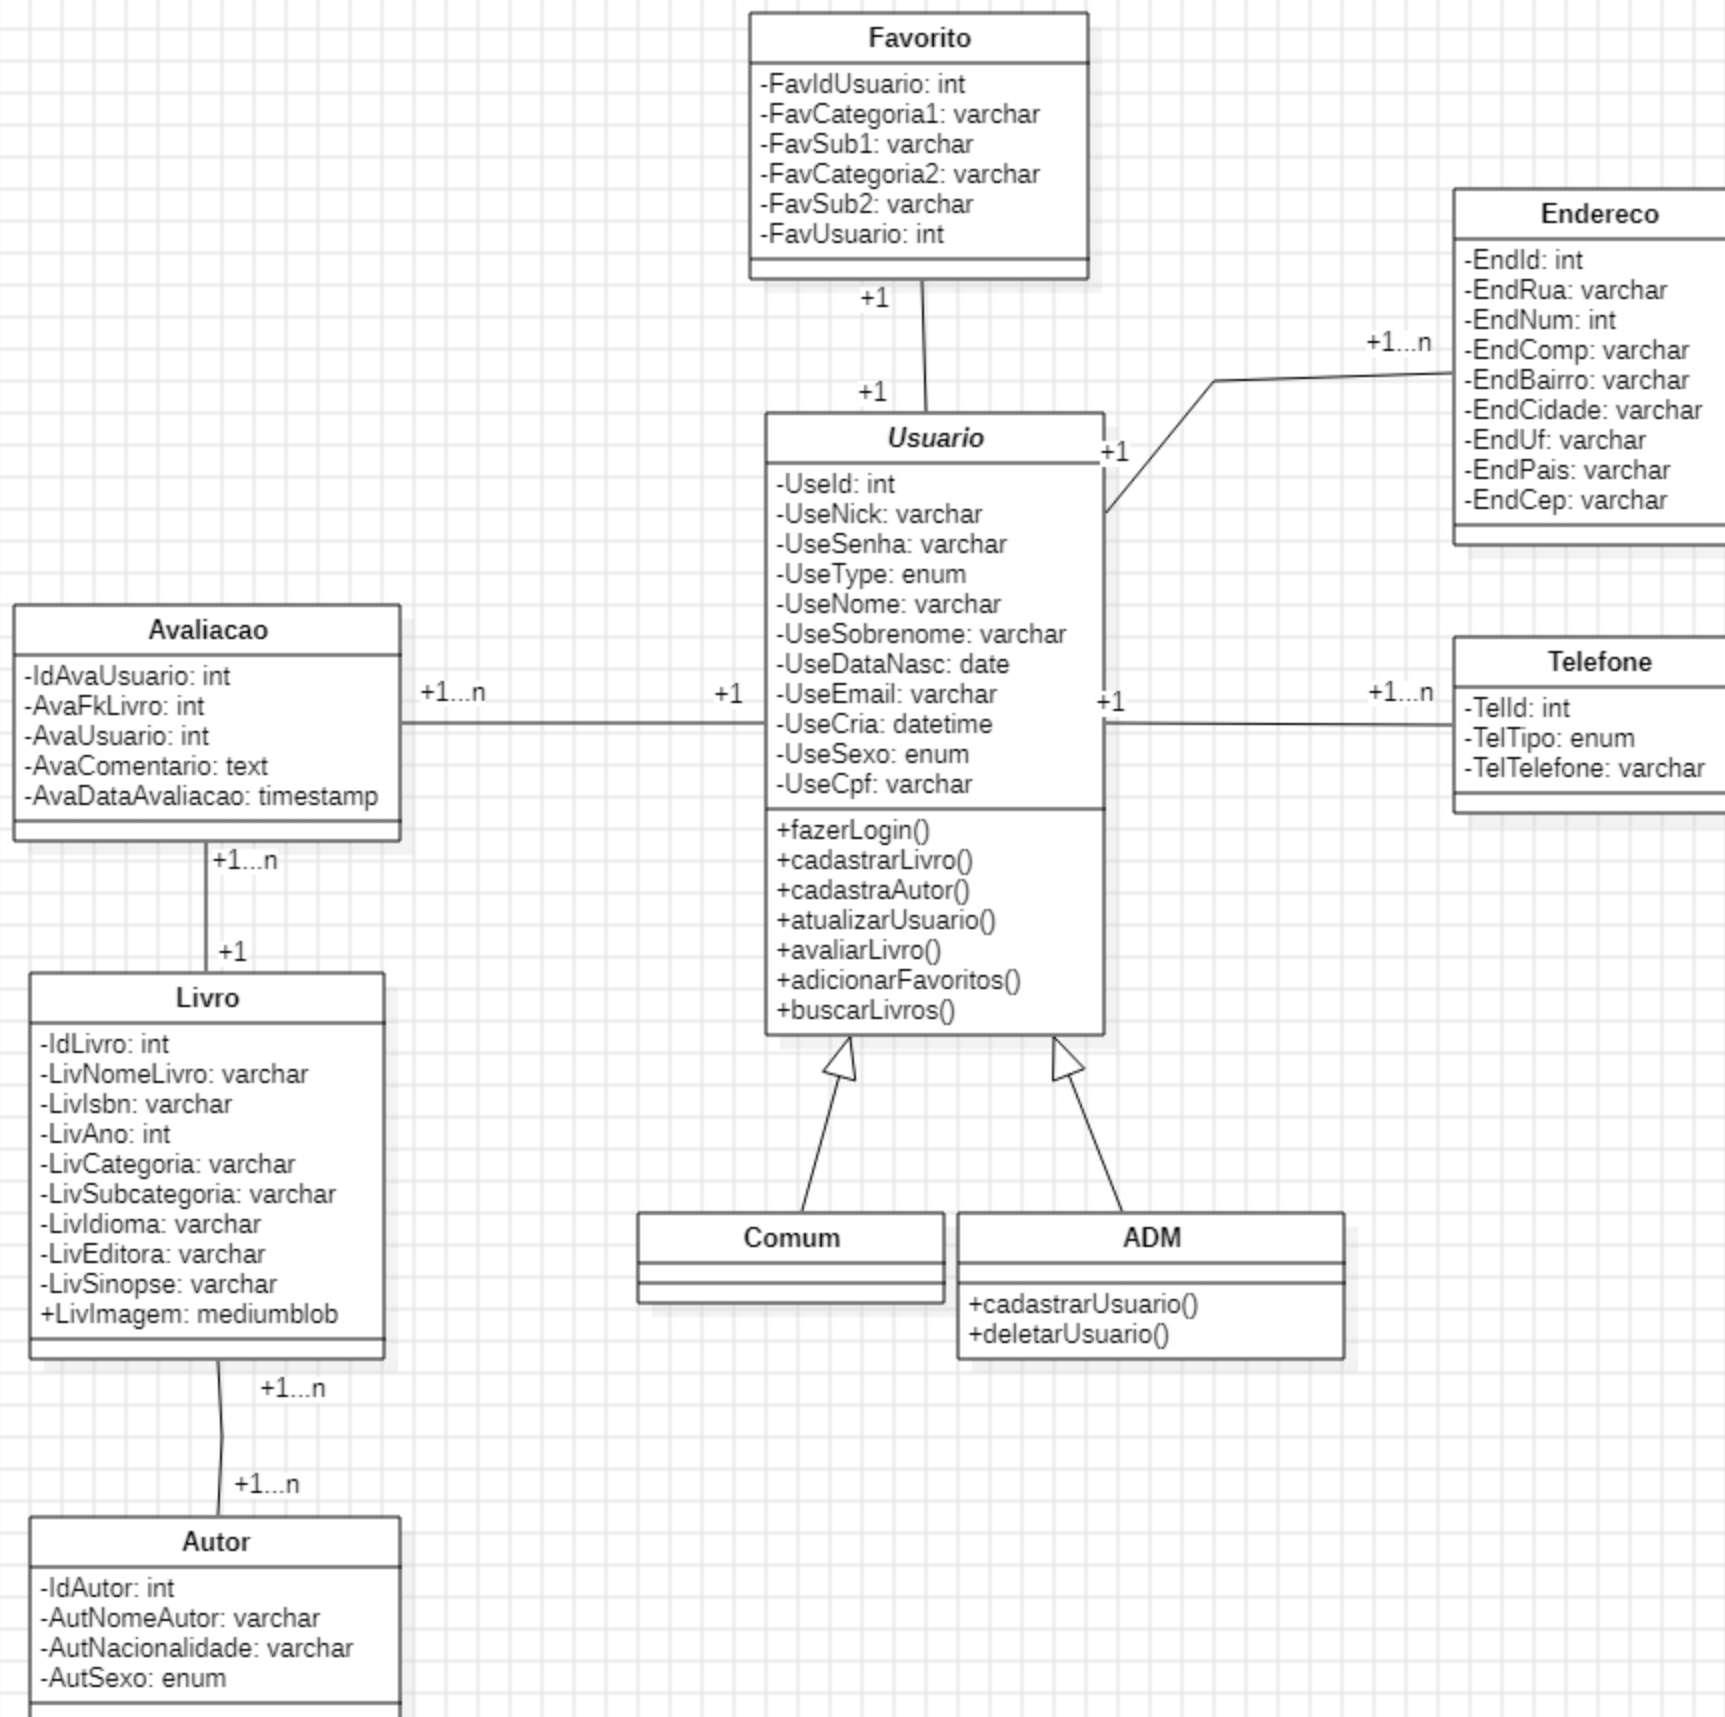 Favorito
-FavIdUsuario: int
-FavCategoria1: varchar
-FavSub1: varchar
-FavCategoria2: varchar
-FavSub2: varchar
-FavUsuario: int
+1
+1
Endereco
-EndId: int
-EndRua: varchar
-EndNum: int
-EndComp: varchar
-EndBairro: varchar
-EndCidade: varchar
-EndUf: varchar
-EndPais: varchar
-EndCep: varchar
+1...n
+1
Usuario
-UseId: int
-UseNick: varchar
-UseSenha: varchar
-UseType: enum
-UseNome: varchar
-UseSobrenome: varchar
-UseDataNasc: date
-UseEmail: varchar
-UseCria: datetime
-UseSexo: enum
-UseCpf: varchar
+fazerLogin()
+cadastrarLivro()
+cadastraAutor()
+atualizarUsuario()
+avaliarLivro()
+adicionarFavoritos()
+buscarLivros()
Avaliacao
-IdAvaUsuario: int
-AvaFkLivro: int
-AvaUsuario: int
-AvaComentario: text
-AvaDataAvaliacao: timestamp
+1...n
+1
+1
+1...n
Telefone
-TelId: int
-TelTipo: enum
-TelTelefone: varchar
+1...n
+1
Livro
-IdLivro: int
-LivNomeLivro: varchar
-LivIsbn: varchar
-LivAno: int
-LivCategoria: varchar
-LivSubcategoria: varchar
-LivIdioma: varchar
-LivEditora: varchar
-LivSinopse: varchar
+LivImagem: mediumblob
Comum
ADM
+cadastrarUsuario()
+deletarUsuario()
+1...n
+1...n
Autor
-IdAutor: int
-AutNomeAutor: varchar
-AutNacionalidade: varchar
-AutSexo: enum